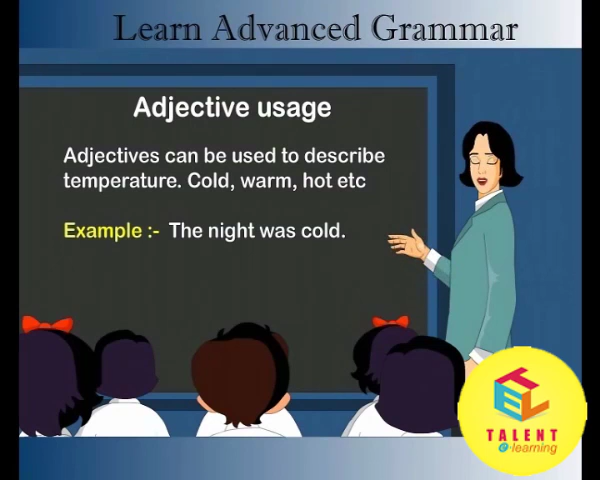 Learn Advanced Grammar
Adjective usage
Adjectives can be used to describe
temperature. Cold, warm, hot etc
Example :- The night was cold.
TEL
TALENT
e-learning